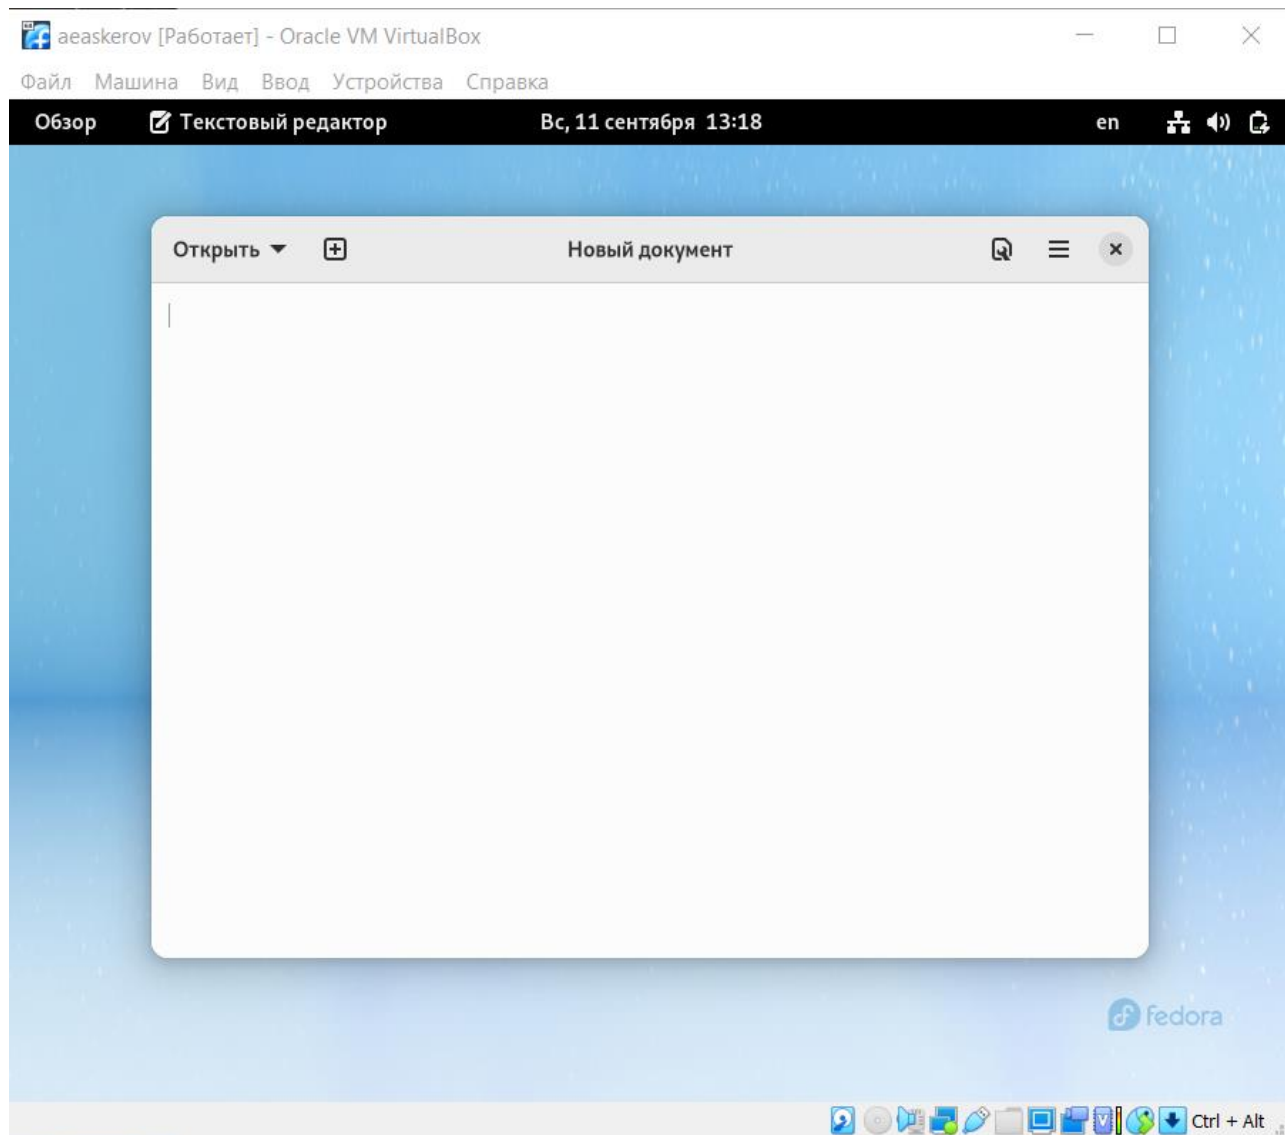 aeaskerov [Работает] - Oracle VM VirtualBox
Файл Машина Вид Ввод Устройства Справка
Обзор Текстовый редактор Вс, 11 сентября 13:18 en
Открыть Новый документ
fedora
Ctrl + Alt